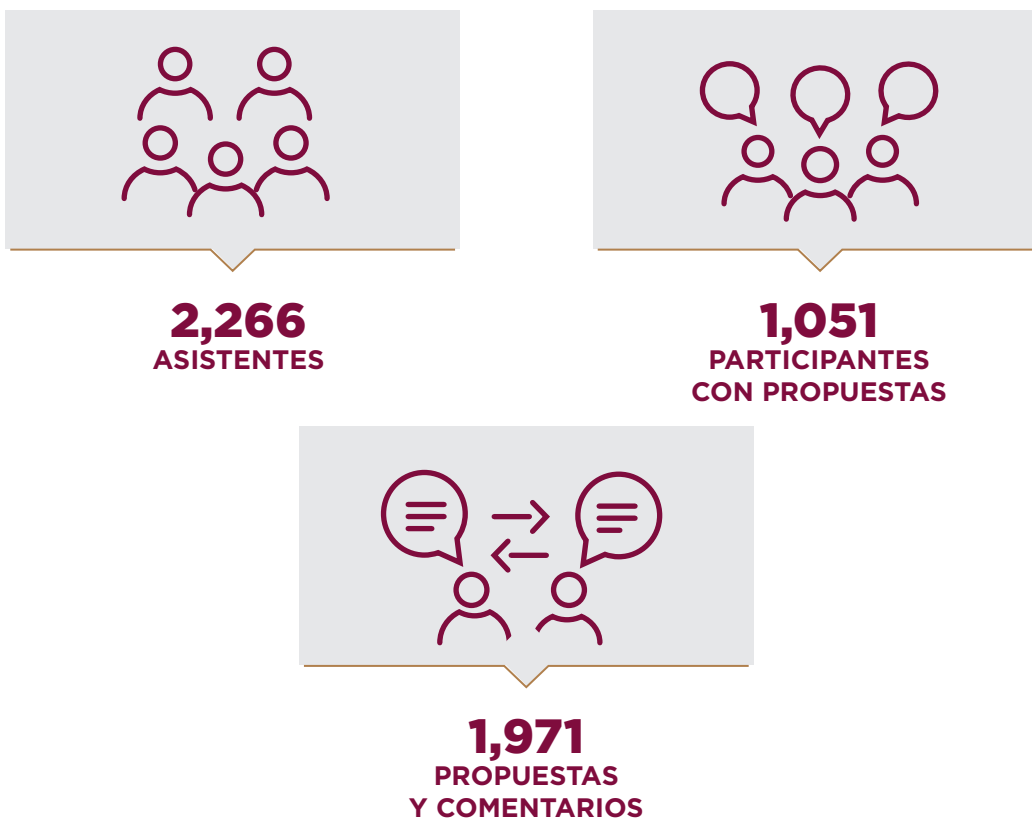 2,266
ASISTENTES
1,051
PARTICIPANTES
CON PROPUESTAS
1,971
PROPUESTAS
Y COMENTARIOS